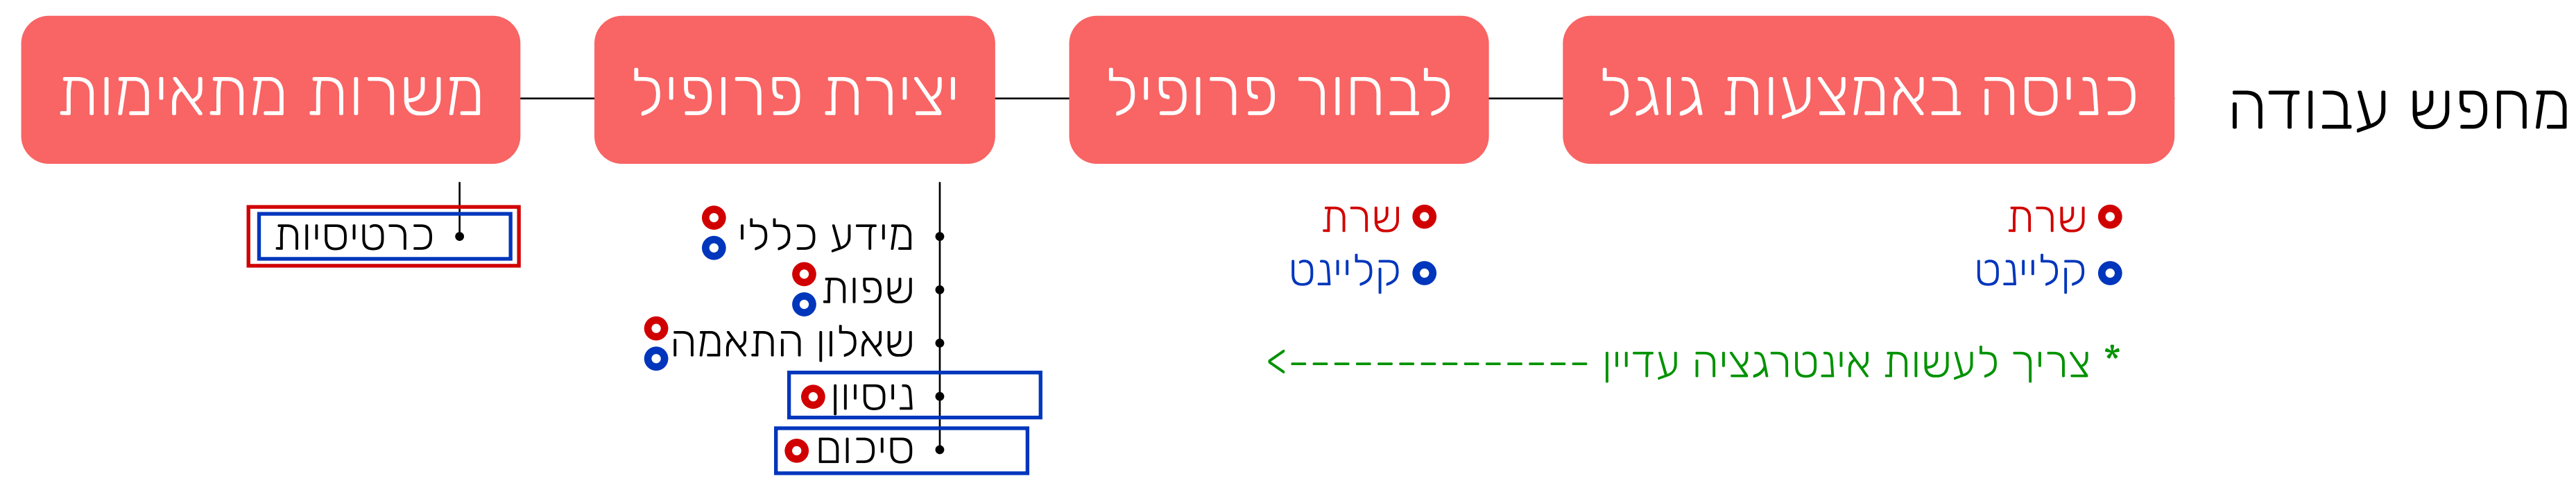 מחפש עבודה
כניסה באמצעות גוגל
שרת
קליינט
* צריך לעשות אינטרגציה עדיין -------------->
לבחור פרופיל
שרת
קליינט
יצירת פרופיל
מידע כללי
שפות
שאלון התאמה
ניסיון
סיכום
משרות מתאימות
כרטיסיות